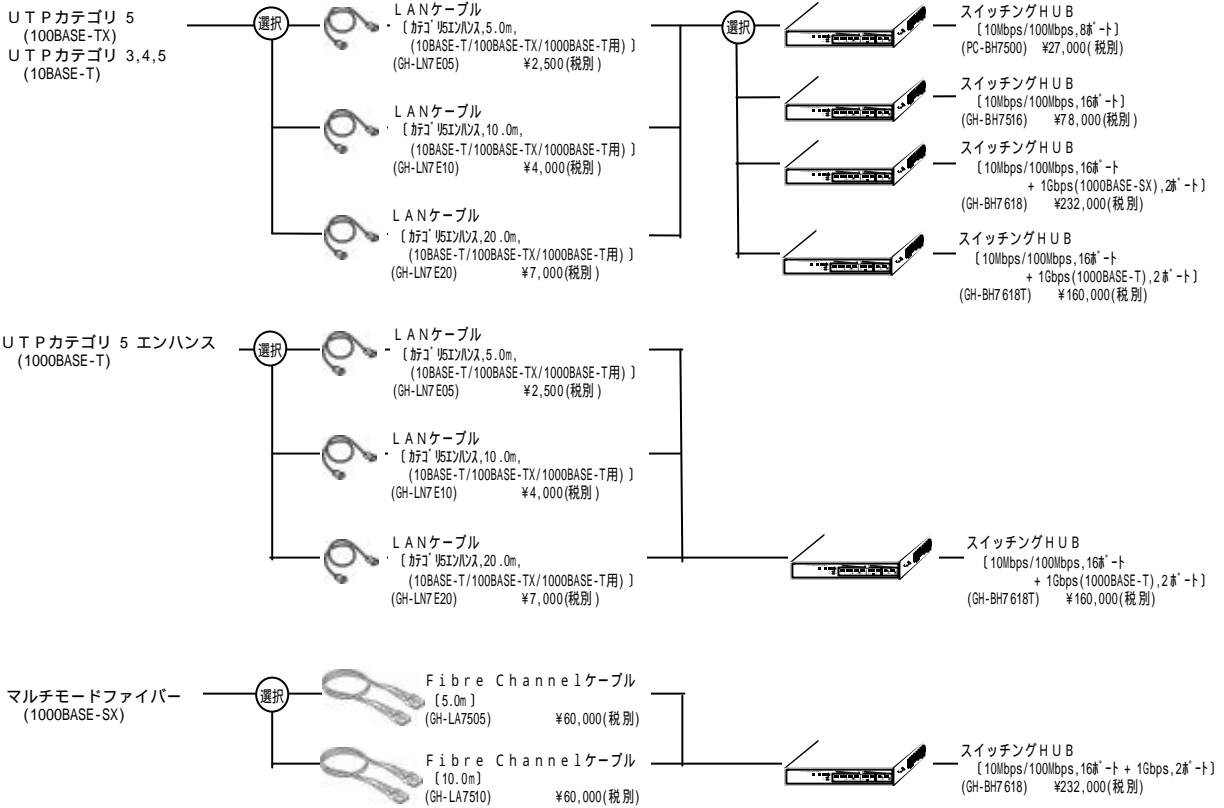 ＵＴＰカテゴリ 5
(100BASE-TX)
ＵＴＰカテゴリ 3,4,5
(10BASE-T)
選択
ＬＡＮケーブル
〔ｶﾃｺﾞﾘ5ｴﾝﾊﾝｽ,5.0m,
(10BASE-T/100BASE-TX/1000BASE-T用)〕
(GH-LN7E05) ¥2,500(税別)
ＬＡＮケーブル
〔ｶﾃｺﾞﾘ5ｴﾝﾊﾝｽ,10.0m,
(10BASE-T/100BASE-TX/1000BASE-T用)〕
(GH-LN7E10) ¥4,000(税別)
ＬＡＮケーブル
〔ｶﾃｺﾞﾘ5ｴﾝﾊﾝｽ,20.0m,
(10BASE-T/100BASE-TX/1000BASE-T用)〕
(GH-LN7E20) ¥7,000(税別)
選択
スイッチングＨＵＢ
〔10Mbps/100Mbps,8ﾎﾟｰﾄ〕
(PC-BH7500) ¥27,000(税別)
スイッチングＨＵＢ
〔10Mbps/100Mbps,16ﾎﾟｰﾄ〕
(GH-BH7516) ¥78,000(税別)
スイッチングＨＵＢ
〔10Mbps/100Mbps,16ﾎﾟｰﾄ
+ 1Gbps(1000BASE-SX),2ﾎﾟｰﾄ〕
(GH-BH7618) ¥232,000(税別)
スイッチングＨＵＢ
〔10Mbps/100Mbps,16ﾎﾟｰﾄ
+ 1Gbps(1000BASE-T),2ﾎﾟｰﾄ〕
(GH-BH7618T) ¥160,000(税別)
ＵＴＰカテゴリ 5 エンハンス
(1000BASE-T)
選択
ＬＡＮケーブル
〔ｶﾃｺﾞﾘ5ｴﾝﾊﾝｽ,5.0m,
(10BASE-T/100BASE-TX/1000BASE-T用)〕
(GH-LN7E05) ¥2,500(税別)
ＬＡＮケーブル
〔ｶﾃｺﾞﾘ5ｴﾝﾊﾝｽ,10.0m,
(10BASE-T/100BASE-TX/1000BASE-T用)〕
(GH-LN7E10) ¥4,000(税別)
ＬＡＮケーブル
〔ｶﾃｺﾞﾘ5ｴﾝﾊﾝｽ,20.0m,
(10BASE-T/100BASE-TX/1000BASE-T用)〕
(GH-LN7E20) ¥7,000(税別)
スイッチングＨＵＢ
〔10Mbps/100Mbps,16ﾎﾟｰﾄ
+ 1Gbps(1000BASE-T),2ﾎﾟｰﾄ〕
(GH-BH7618T) ¥160,000(税別)
マルチモードファイバー
(1000BASE-SX)
選択
Ｆｉｂｒｅ Ｃｈａｎｎｅｌケーブル
〔5.0m〕
(GH-LA7505) ¥60,000(税別)
Ｆｉｂｒｅ Ｃｈａｎｎｅｌケーブル
〔10.0m〕
(GH-LA7510) ¥60,000(税別)
スイッチングＨＵＢ
〔10Mbps/100Mbps,16ﾎﾟｰﾄ + 1Gbps,2ﾎﾟｰﾄ〕
(GH-BH7618) ¥232,000(税別)